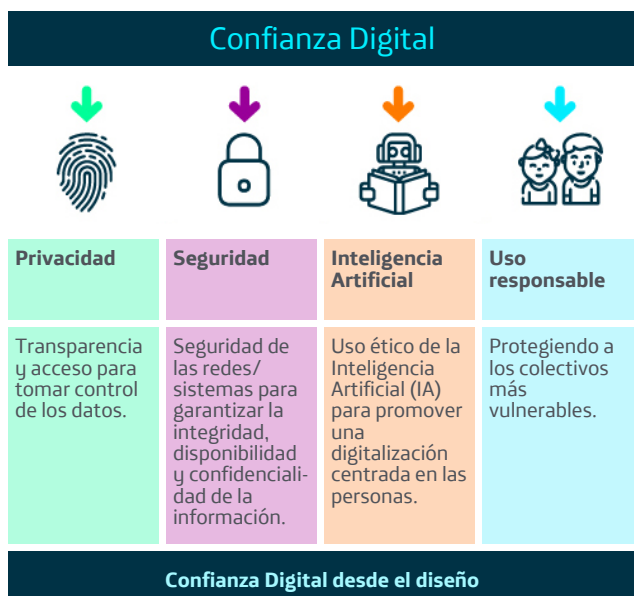 Confianza Digital
Privacidad
Seguridad
Inteligencia
Artificial
Uso
responsable
Transparencia
y acceso para
tomar control
de los datos.
Seguridad de
las redes/
sistemas para
garantizar la
integridad,
disponibilidad
y confidenciali-
dad de la
información.
Uso ético de la
Inteligencia
Artificial (IA)
para promover
una
digitalización
centrada en las
personas.
Protegiendo a
los colectivos
más
vulnerables.
Confianza Digital desde el diseño